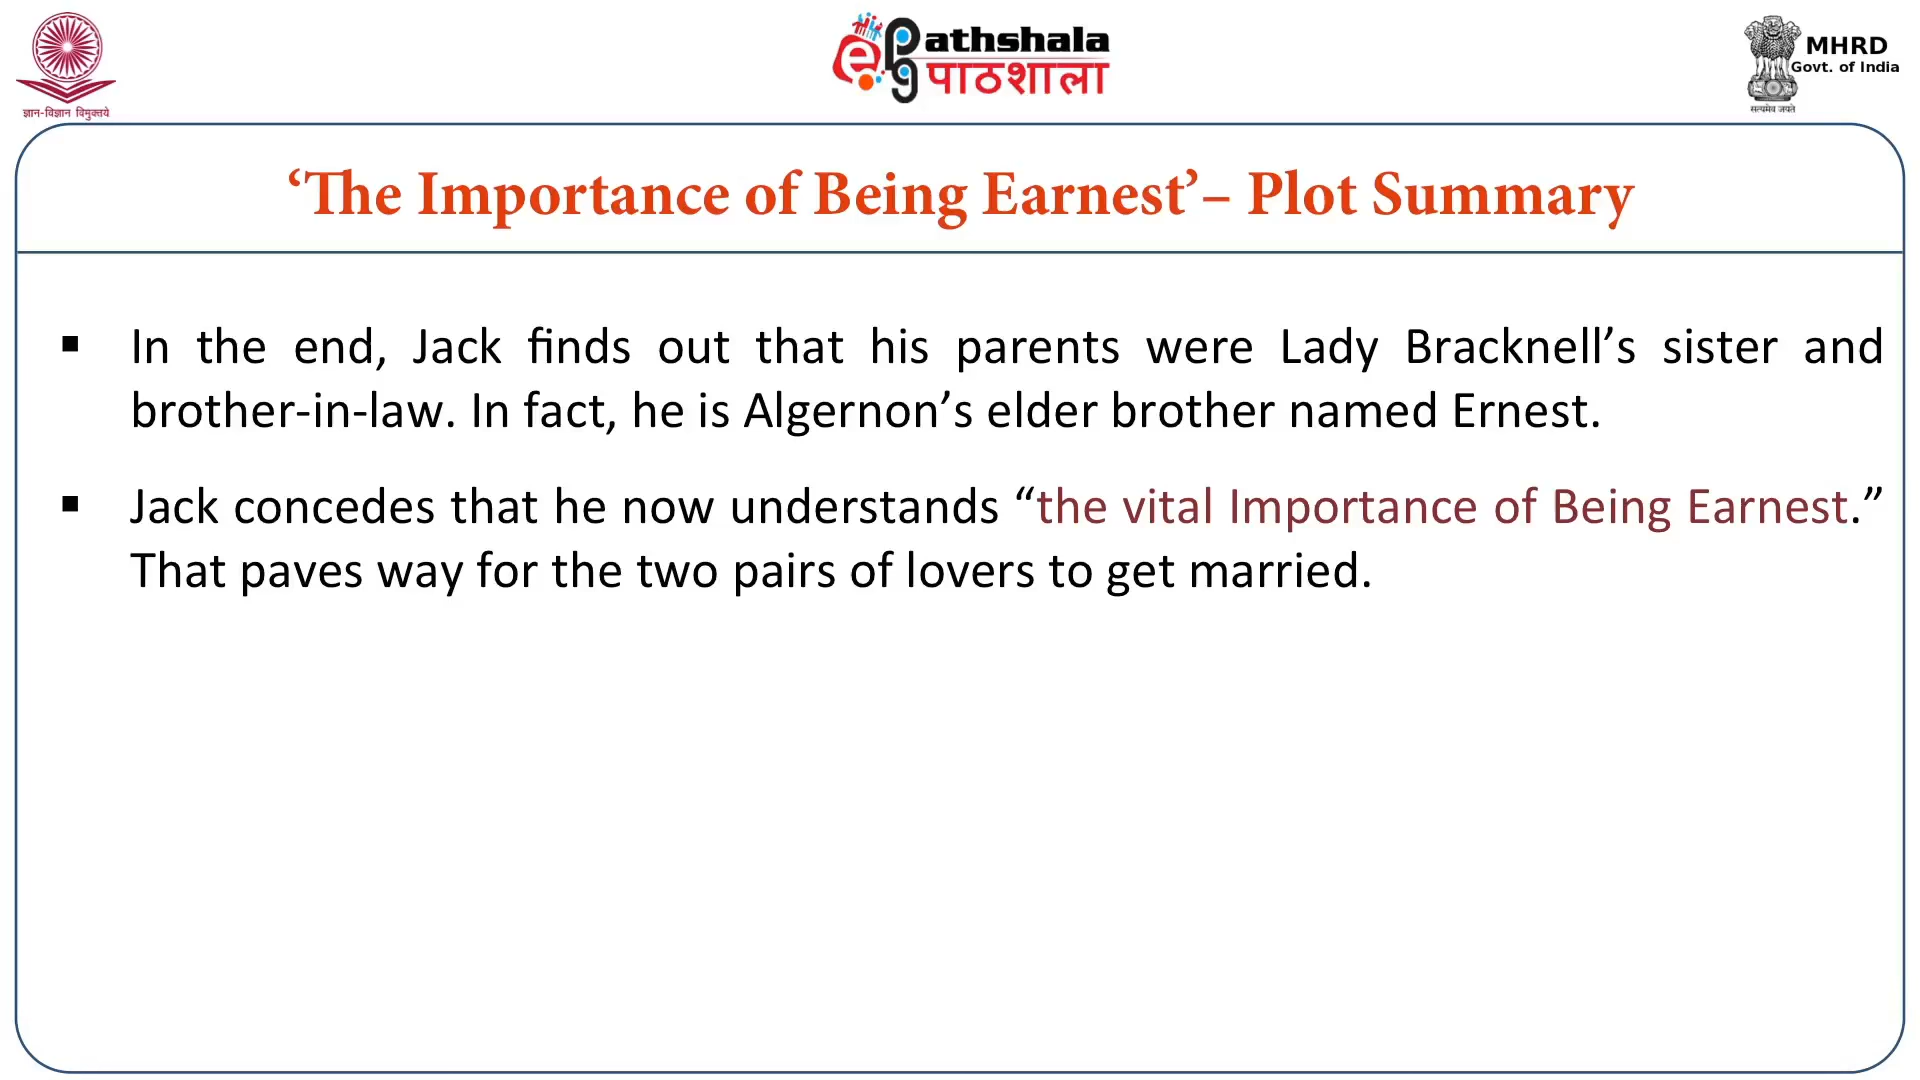 ज्ञान-विज्ञान विमुक्तये
ePathshala
पाठशाला
MHRD
Govt. of India
सत्यमेव जयते
‘The Importance of Being Earnest’– Plot Summary
▪ In the end, Jack finds out that his parents were Lady Bracknell’s sister and
brother-in-law. In fact, he is Algernon’s elder brother named Ernest.
▪ Jack concedes that he now understands “the vital Importance of Being Earnest.”
That paves way for the two pairs of lovers to get married.